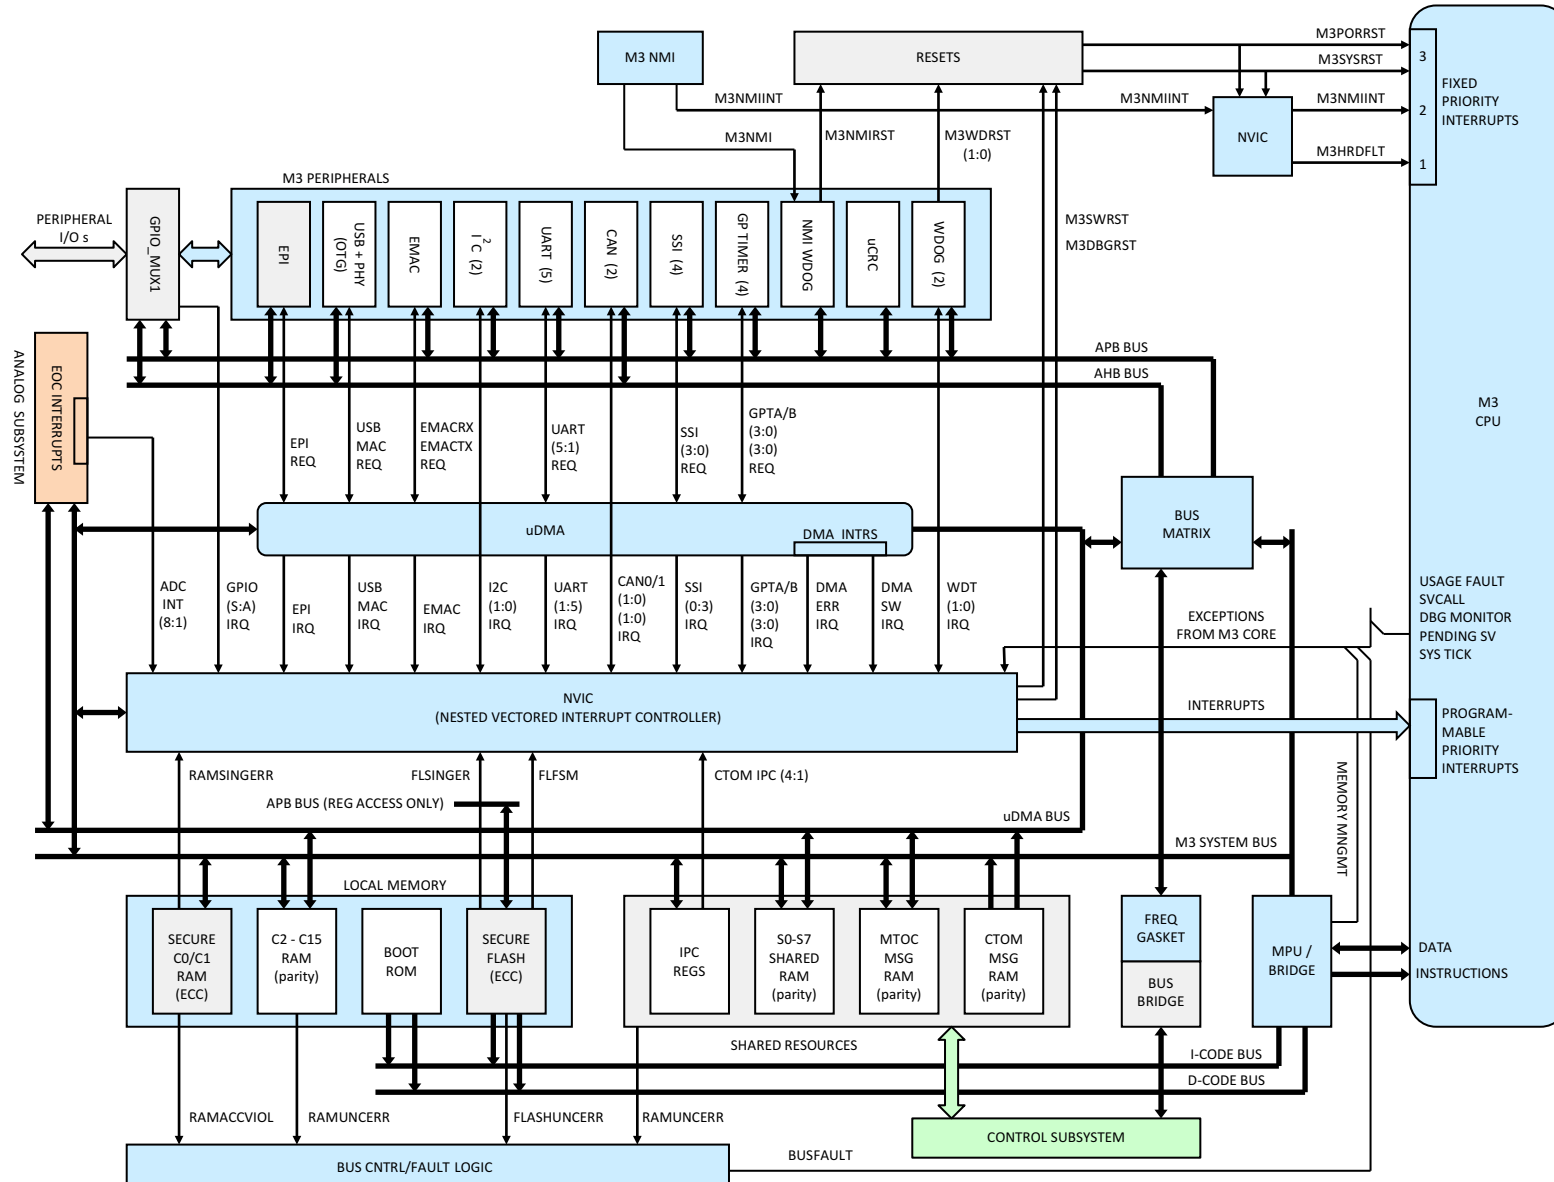 M3 NMI
RESETS
M3PORRST
M3SYSRST
M3NMIINT
M3NMIINT
M3NMIINT
M3HRDFLT
NVIC
3
2
1
FIXED
PRIORITY
INTERRUPTS
M3NMI
M3NMIRST
M3WDRST
(1:0)
M3SWRST
M3DBGRST
M3 PERIPHERALS
PERIPHERAL
I/O s
GPIO_MUX1
EPI
USB + PHY
(OTG)
EMAC
I2C (2)
UART (5)
CAN (2)
SSI (4)
GP TIMER (4)
NMI WDOG
uCRC
WDOG (2)
APB BUS
AHB BUS
ANALOG SUBSYSTEM
EOC INTERRUPTS
M3
CPU
EPI
REQ
USB
MAC
REQ
EMACRX
EMACTX
REQ
UART
(5:1)
REQ
SSI
(3:0)
REQ
GPTA/B
(3:0)
(3:0)
REQ
uDMA
DMA INTRS
BUS
MATRIX
ADC
INT
(8:1)
GPIO
(S:A)
IRQ
EPI
IRQ
USB
MAC
IRQ
EMAC
IRQ
I2C
(1:0)
IRQ
UART
(1:5)
IRQ
CAN0/1
(1:0)
(1:0)
IRQ
SSI
(0:3)
IRQ
GPTA/B
(3:0)
(3:0)
IRQ
DMA
ERR
IRQ
DMA
SW
IRQ
WDT
(1:0)
IRQ
EXCEPTIONS
FROM M3 CORE
USAGE FAULT
SVCALL
DBG MONITOR
PENDING SV
SYS TICK
NVIC
(NESTED VECTORED INTERRUPT CONTROLLER)
INTERRUPTS
PROGRAM-
MABLE
PRIORITY
INTERRUPTS
RAMSINGERR
FLSINGER
FLFSM
CTOM IPC (4:1)
APB BUS (REG ACCESS ONLY)
uDMA BUS
M3 SYSTEM BUS
MEMORY MNGMT
LOCAL MEMORY
SECURE
C0/C1
RAM
(ECC)
C2 - C15
RAM
(parity)
BOOT
ROM
SECURE
FLASH
(ECC)
IPC
REGS
S0-S7
SHARED
RAM
(parity)
MTOC
MSG
RAM
(parity)
CTOM
MSG
RAM
(parity)
FREQ
GASKET
BUS
BRIDGE
MPU /
BRIDGE
DATA
INSTRUCTIONS
SHARED RESOURCES
I-CODE BUS
D-CODE BUS
RAMACCVIOL
RAMUNCERR
FLASHUNCERR
RAMUNCERR
CONTROL SUBSYSTEM
BUS CNTRL/FAULT LOGIC
BUSFAULT